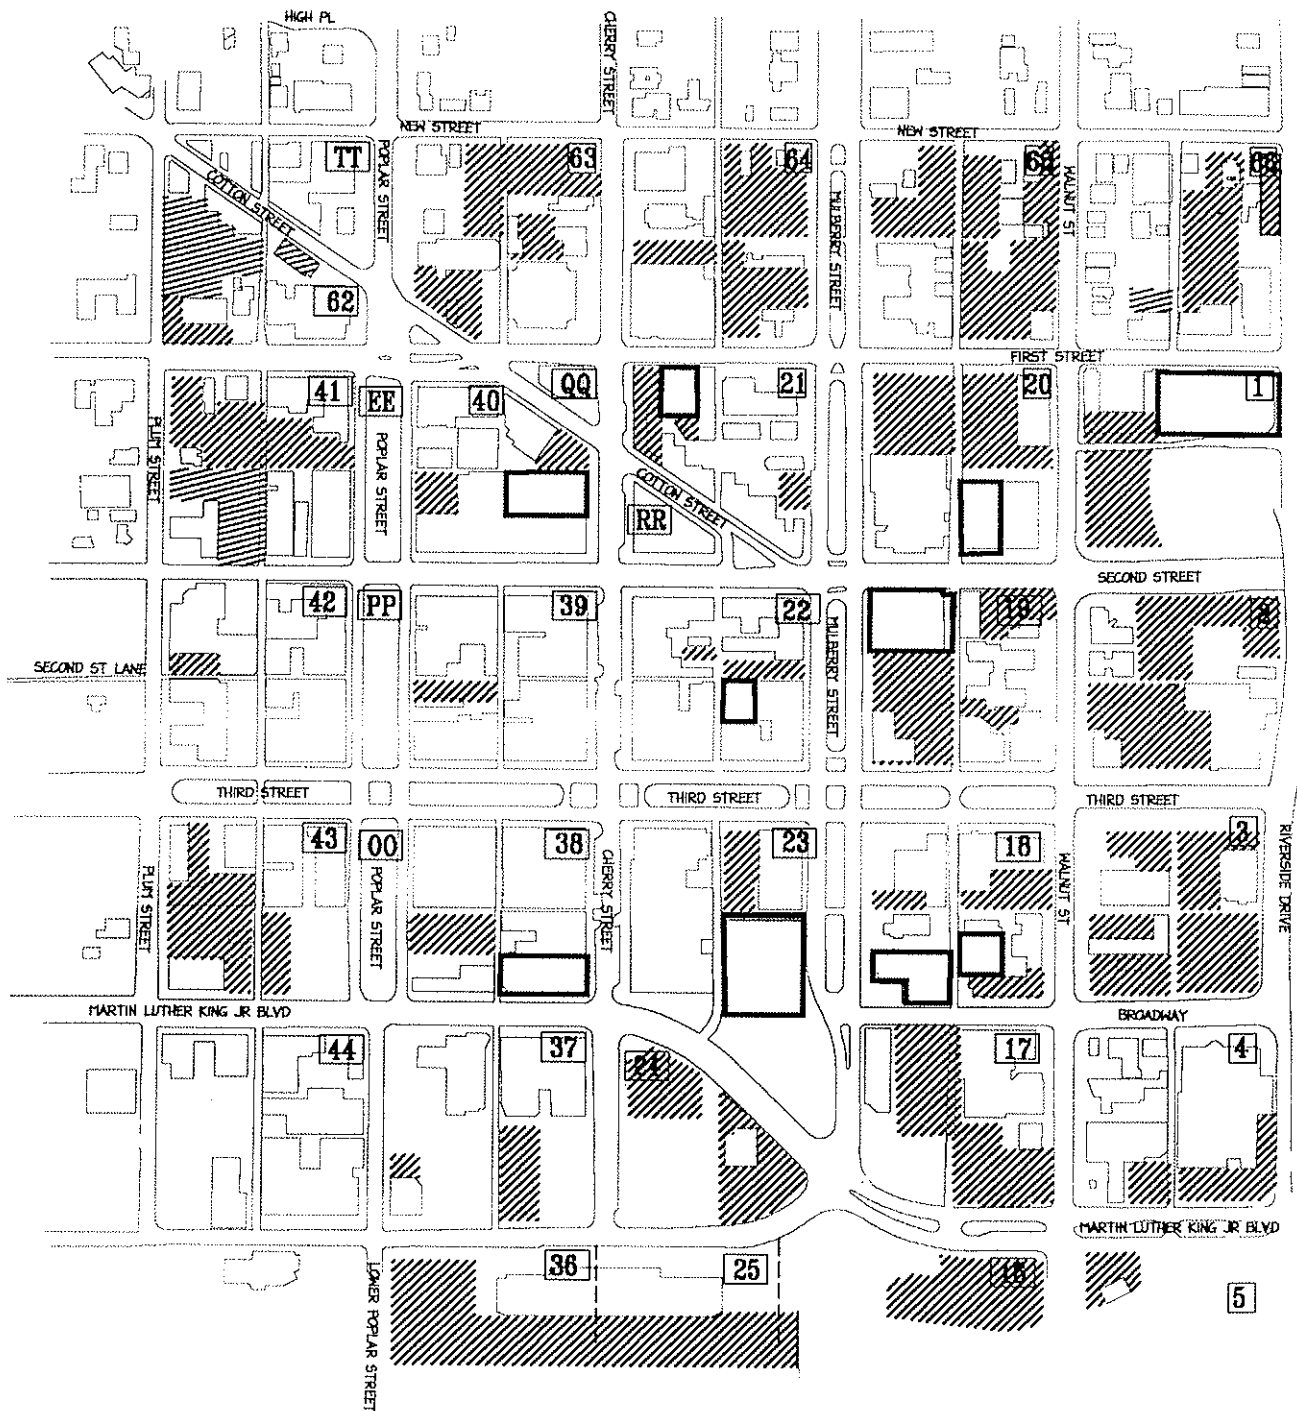 HIGH PL
CHERRY STREET
NEW STREET
NEW STREET
TT
63
64
65
66
POPLAR STREET
COTTON STREET
MULBERRY STREET
WALNUT ST
62
FIRST STREET
41
EE
40
QQ
21
20
1
PLUM STREET
POPLAR STREET
COTTON STREET
RR
SECOND STREET
42
PP
39
22
19
2
SECOND ST LANE
MULBERRY STREET
THIRD STREET
THIRD STREET
THIRD STREET
43
OO
38
23
18
3
PLUM STREET
POPLAR STREET
CHERRY STREET
WALNUT ST
RIVERSIDE DRIVE
MARTIN LUTHER KING JR BLVD
BROADWAY
44
37
24
17
4
MARTIN LUTHER KING JR BLVD
LOWER POPLAR STREET
36
25
16
5